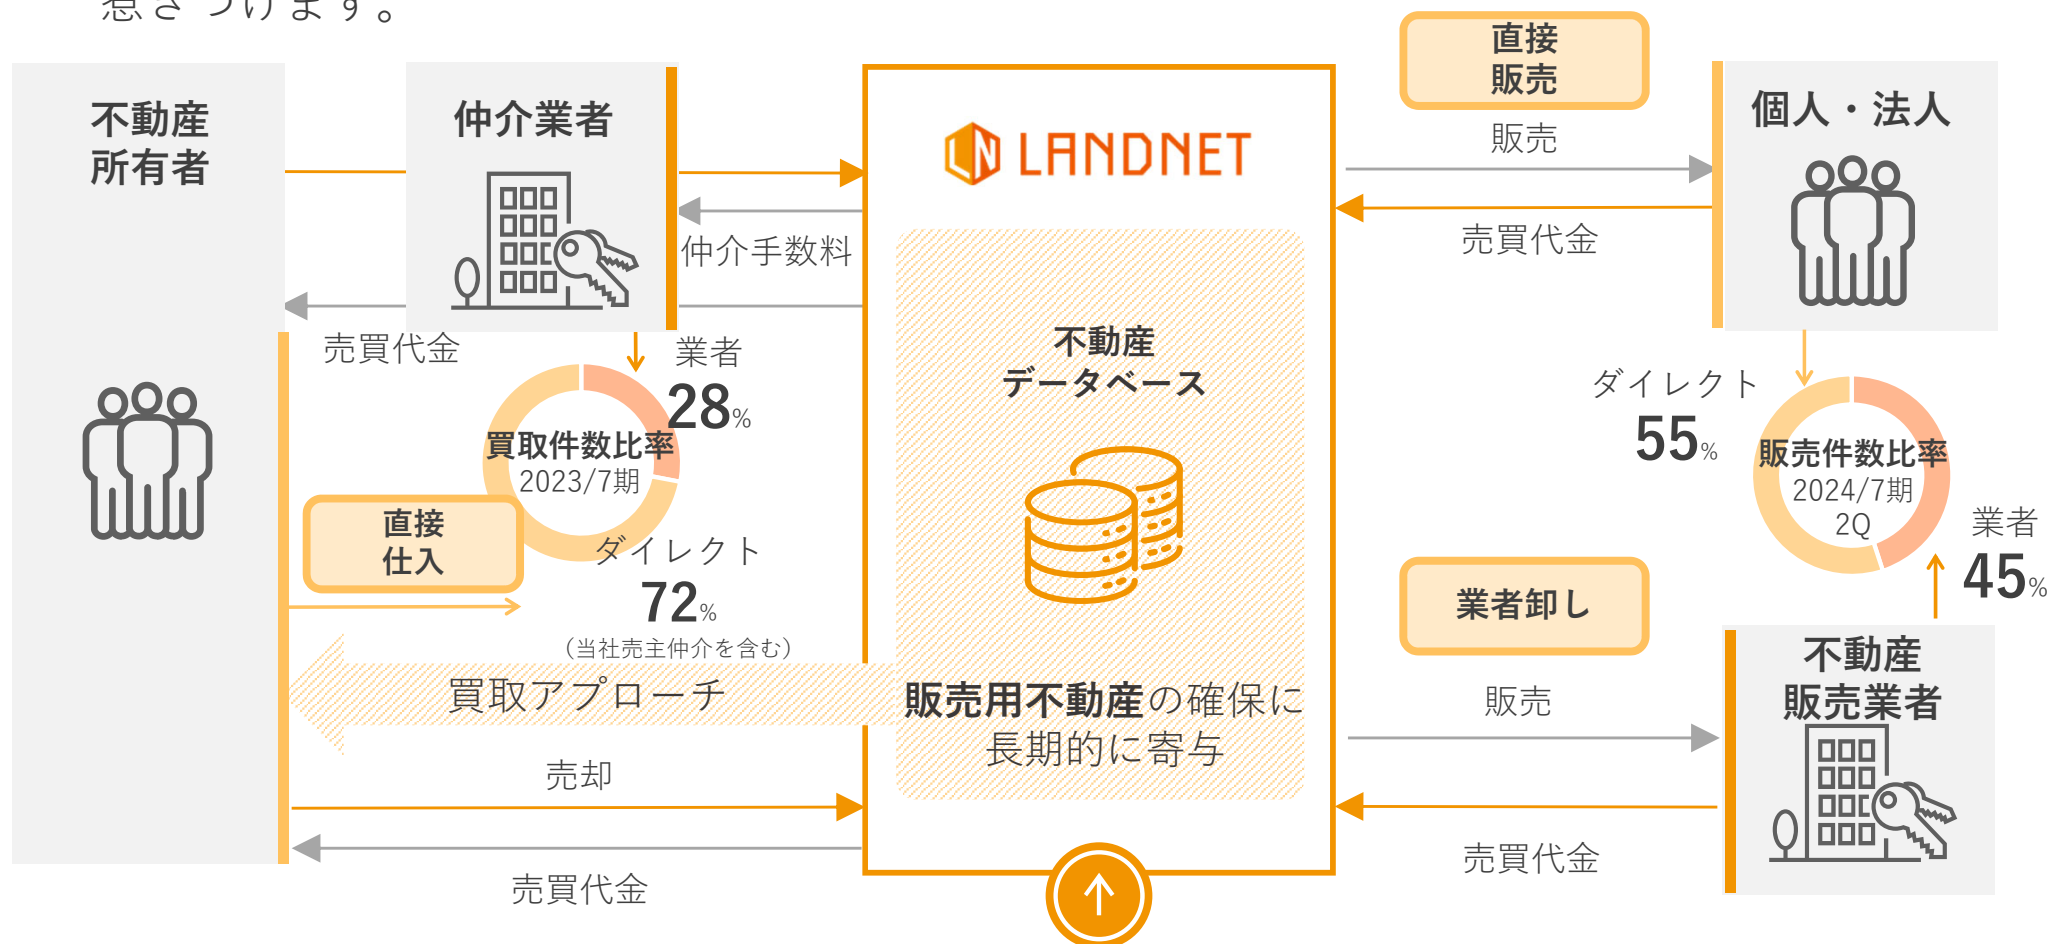 惹きつけます。
不動産
所有者
仲介業者
LANDNET
直接
販売
販売
売買代金
個人・法人
仲介手数料
売買代金
業者
28%
買取件数比率
2023/7期
直接
仕入
ダイレクト
72%
（当社売主仲介を含む）
買取アプローチ
売却
売買代金
不動産
データベース
販売用不動産の確保に
長期的に寄与
ダイレクト
55%
販売件数比率
2024/7期
2Q
業者
45%
業者卸し
販売
売買代金
不動産
販売業者